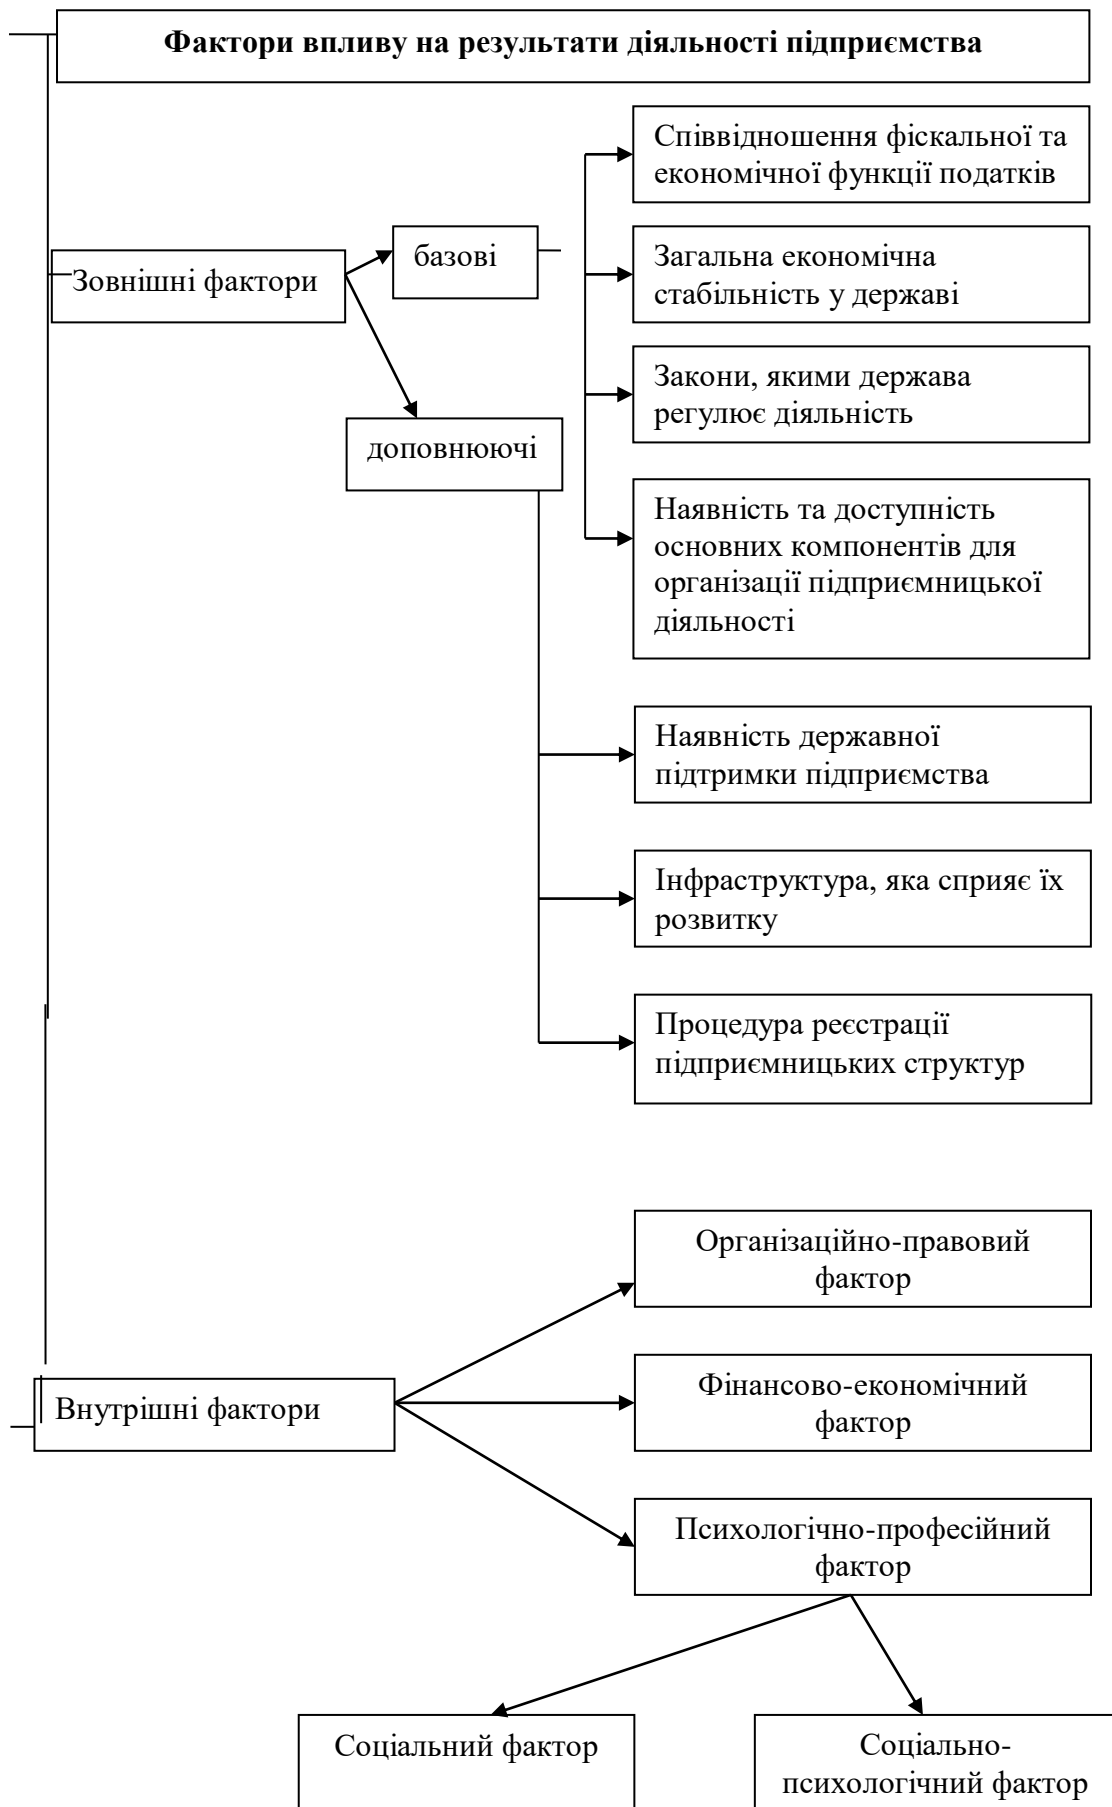 Фактори впливу на результати діяльності підприємства
Співвідношення фіскальної та
економічної функції податків
базові
Зовнішні фактори
Загальна економічна
стабільність у державі
Закони, якими держава
регулює діяльність
доповнюючі
Наявність та доступність
основних компонентів для
організації підприємницької
діяльності
Наявність державної
підтримки підприємства
Інфраструктура, яка сприяє їх
розвитку
Процедура реєстрації
підприємницьких структур
Організаційно-правовий
фактор
Внутрішні фактори
Фінансово-економічний
фактор
Психологічно-професійний
фактор
Соціальний фактор
Соціально-
психологічний фактор